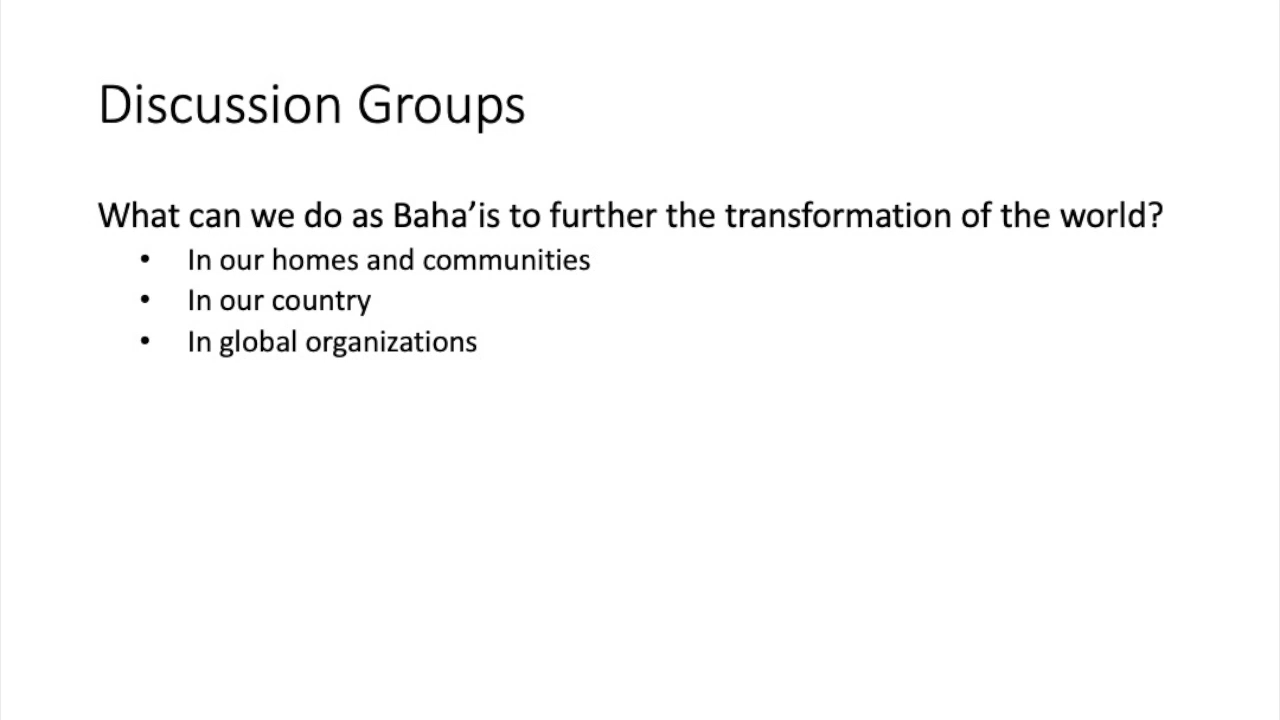 Discussion Groups
What can we do as Baha’is to further the transformation of the world?
• In our homes and communities
• In our country
• In global organizations